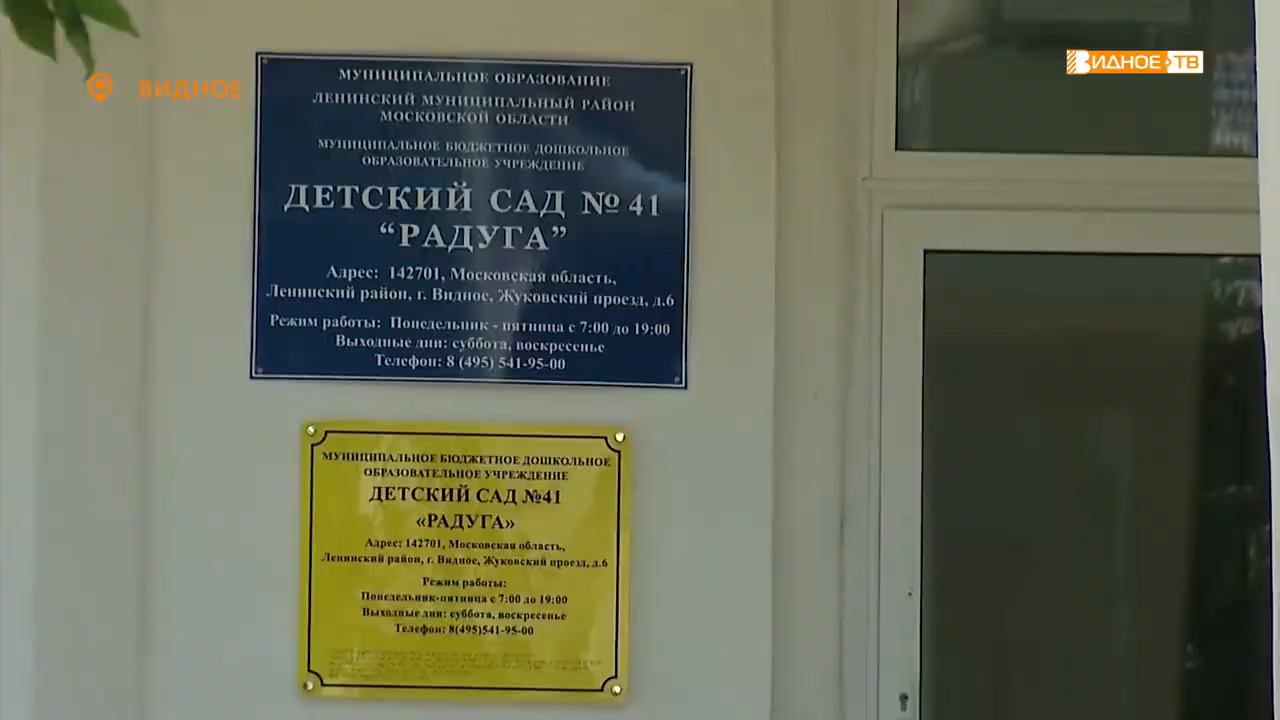 ВИДНОЕ
ВИДНОЕ ТВ
МУНИЦИПАЛЬНОЕ ОБРАЗОВАНИЕ
ЛЕНИНСКИЙ МУНИЦИПАЛЬНЫЙ РАЙОН
МОСКОВСКОЙ ОБЛАСТИ
МУНИЦИПАЛЬНОЕ БЮДЖЕТНОЕ ДОШКОЛЬНОЕ
ОБРАЗОВАТЕЛЬНОЕ УЧРЕЖДЕНИЕ
ДЕТСКИЙ САД № 41
“РАДУГА”
Адрес: 142701, Московская область,
Ленинский район, г. Видное, Жуковский проезд, д.6
Режим работы: Понедельник - пятница с 7:00 до 19:00
Выходные дни: суббота, воскресенье
Телефон: 8 (495) 541-95-00
МУНИЦИПАЛЬНОЕ БЮДЖЕТНОЕ ДОШКОЛЬНОЕ
ОБРАЗОВАТЕЛЬНОЕ УЧРЕЖДЕНИЕ
ДЕТСКИЙ САД №41
«РАДУГА»
Адрес: 142701, Московская область,
Ленинский район, г. Видное, Жуковский проезд, д.6
Режим работы:
Понедельник-пятница с 7:00 до 19:00
Выходные дни: суббота, воскресенье
Телефон: 8(495)541-95-00